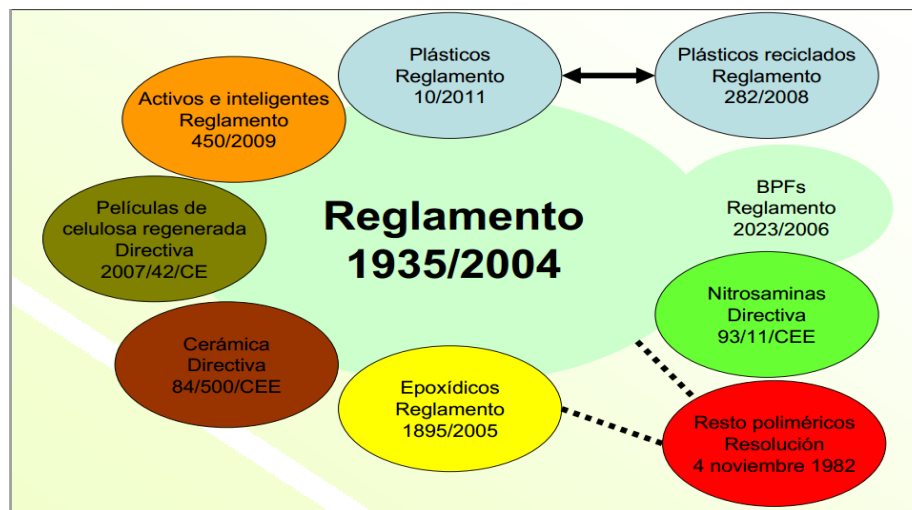 Plásticos
Reglamento
10/2011
Plásticos reciclados
Reglamento
282/2008
Activos e inteligentes
Reglamento
450/2009
BPFs
Reglamento
2023/2006
Películas de
celulosa regenerada
Directiva
2007/42/CE
Reglamento
1935/2004
Nitrosaminas
Directiva
93/11/CEE
Cerámica
Directiva
84/500/CEE
Epoxídicos
Reglamento
1895/2005
Resto poliméricos
Resolución
4 noviembre 1982